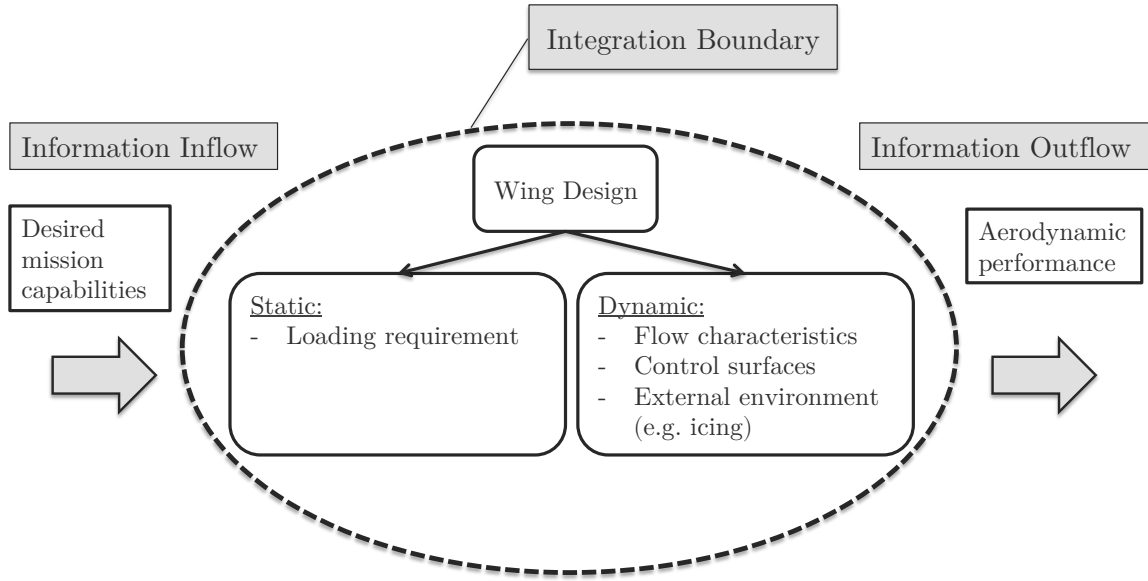 Integration Boundary
Information Inflow
Information Outflow
Wing Design
Desired
mission
capabilities
Aerodynamic
performance
Static:
- Loading requirement
Dynamic:
- Flow characteristics
- Control surfaces
- External environment
(e.g. icing)